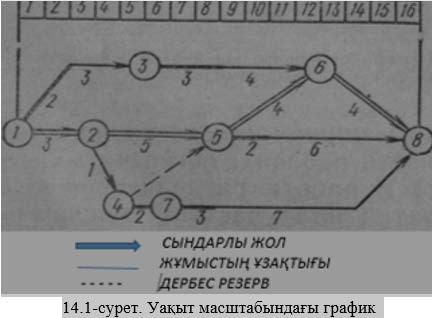 1 2 3 4 5 6 7 8 9 10 11 12 13 14 15 16
3 3 4 6
2 4 4
1 3 2 5 5 2 6 8
1
4 2 7 3 7
СЫНДАРЛЫ ЖОЛ
ЖҰМЫСТЫҢ ҰЗАҚТЫҒЫ
ДЕРБЕС РЕЗЕРВ
14.1-сурет. Уақыт масштабындағы график